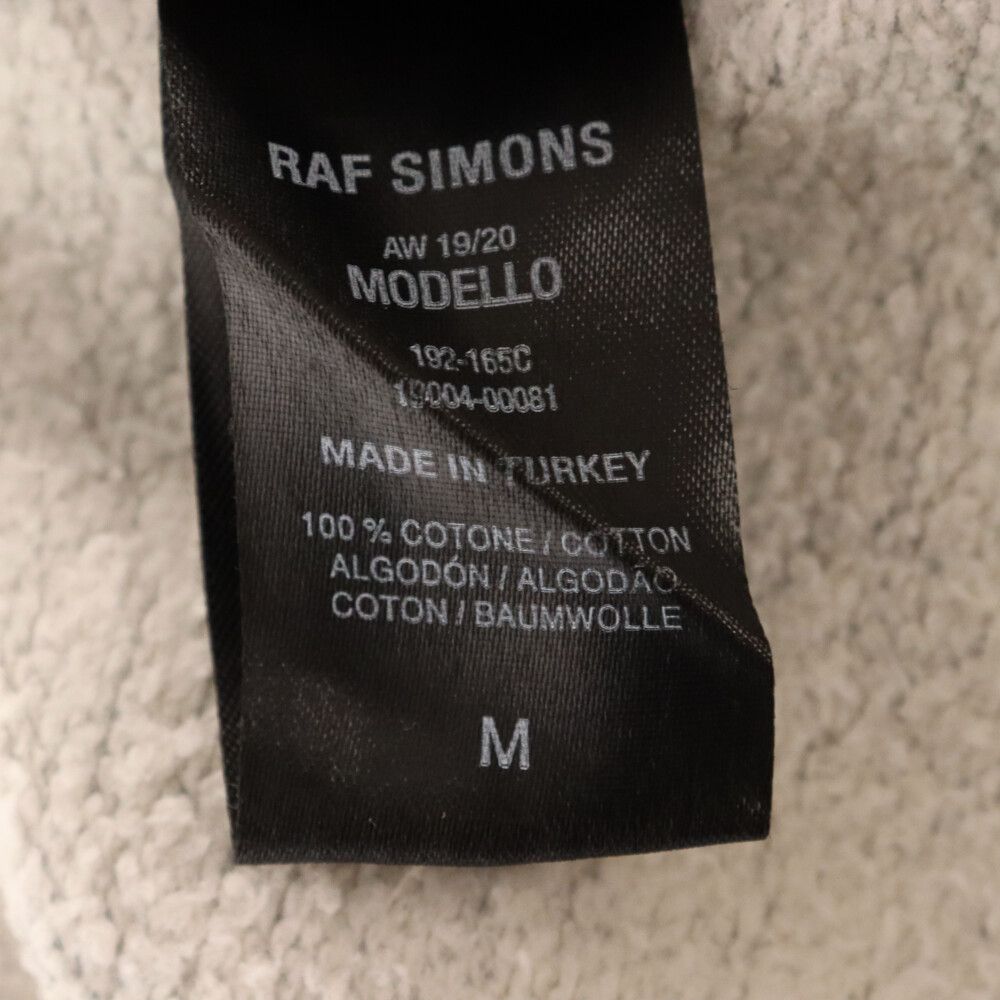 RAF SIMONS
AW 19/20
MODELLO
192-165C
19004-00081
MADE IN TURKEY
100 % COTONE / COTTON
ALGODÓN / ALGODAO
COTON / BAUMWOLLE
M